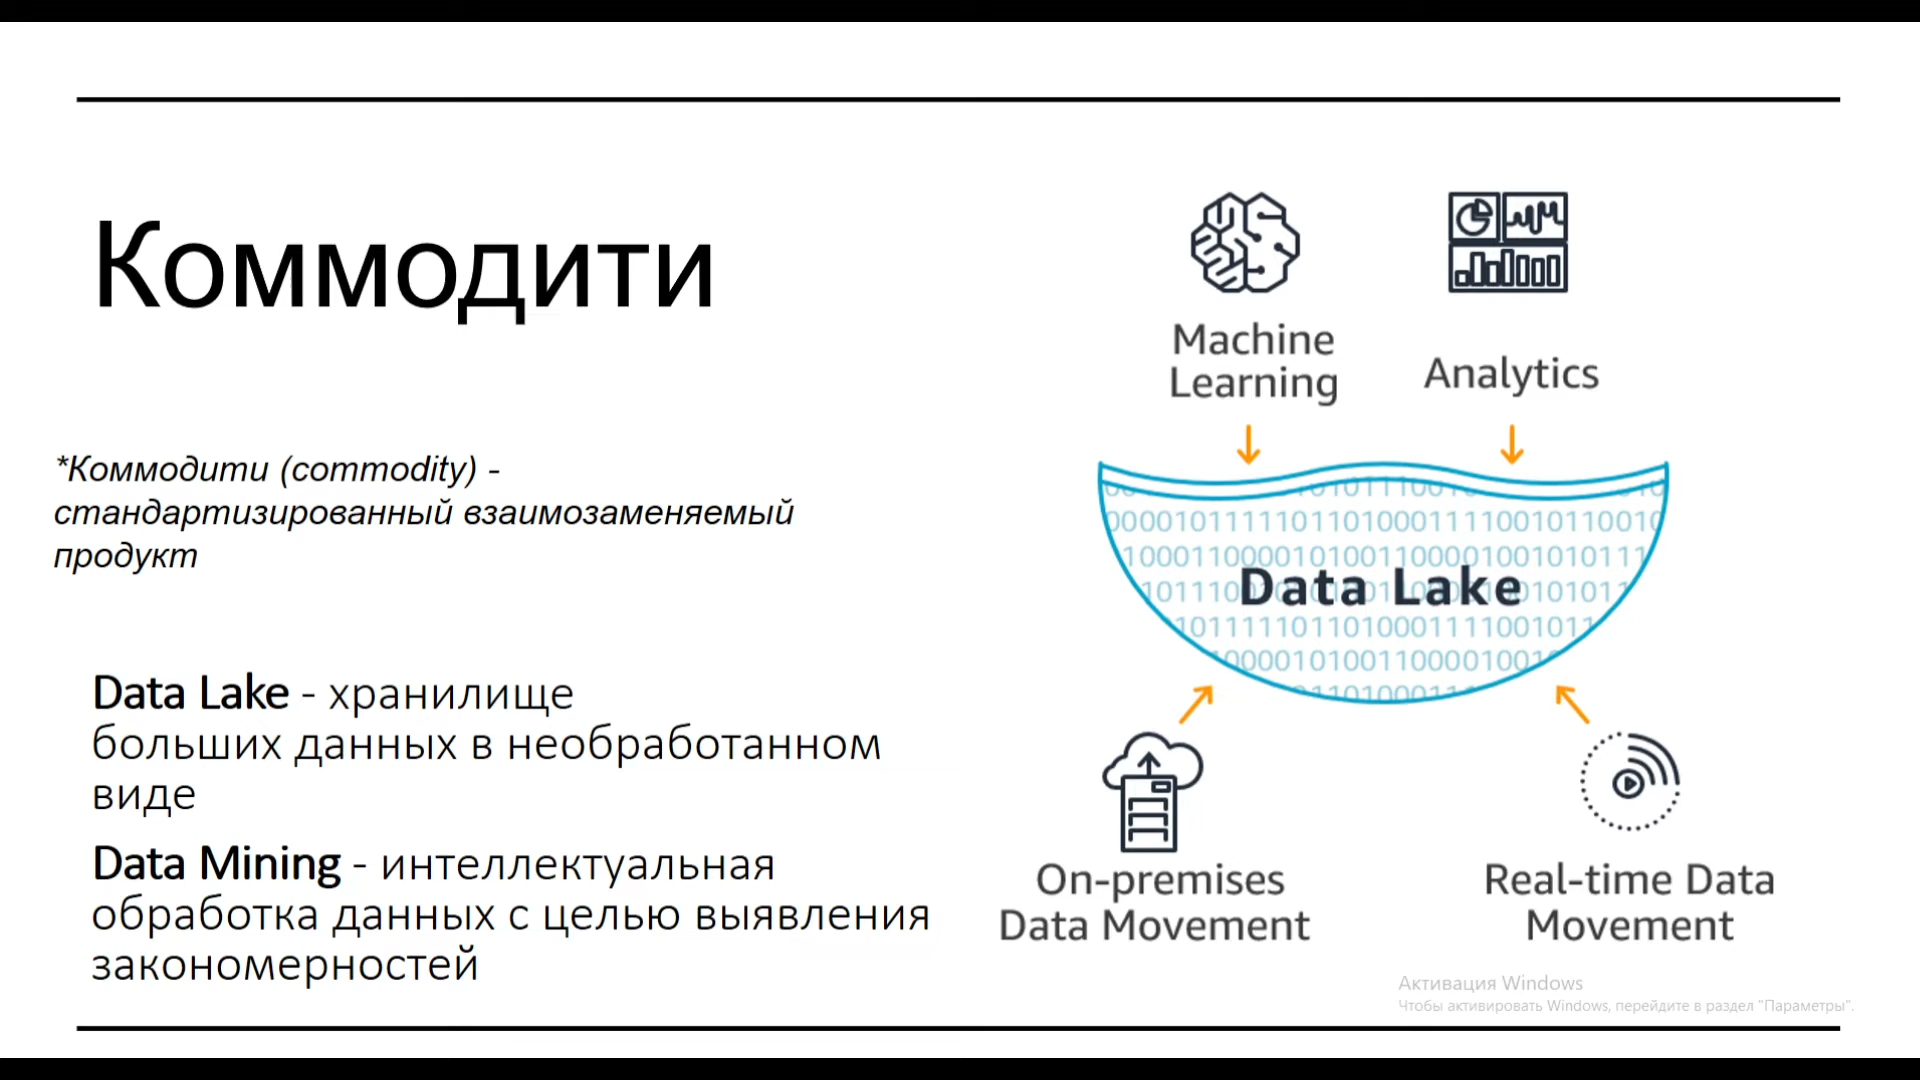 Коммодити
*Коммодити (commodity) -
стандартизированный взаимозаменяемый
продукт
Data Lake - хранилище
больших данных в необработанном
виде
Data Mining - интеллектуальная
обработка данных с целью выявления
закономерностей
Machine
Learning
Analytics
Data Lake
On-premises
Data Movement
Real-time Data
Movement
Активация Windows
Чтобы активировать Windows, перейдите в раздел "Параметры".